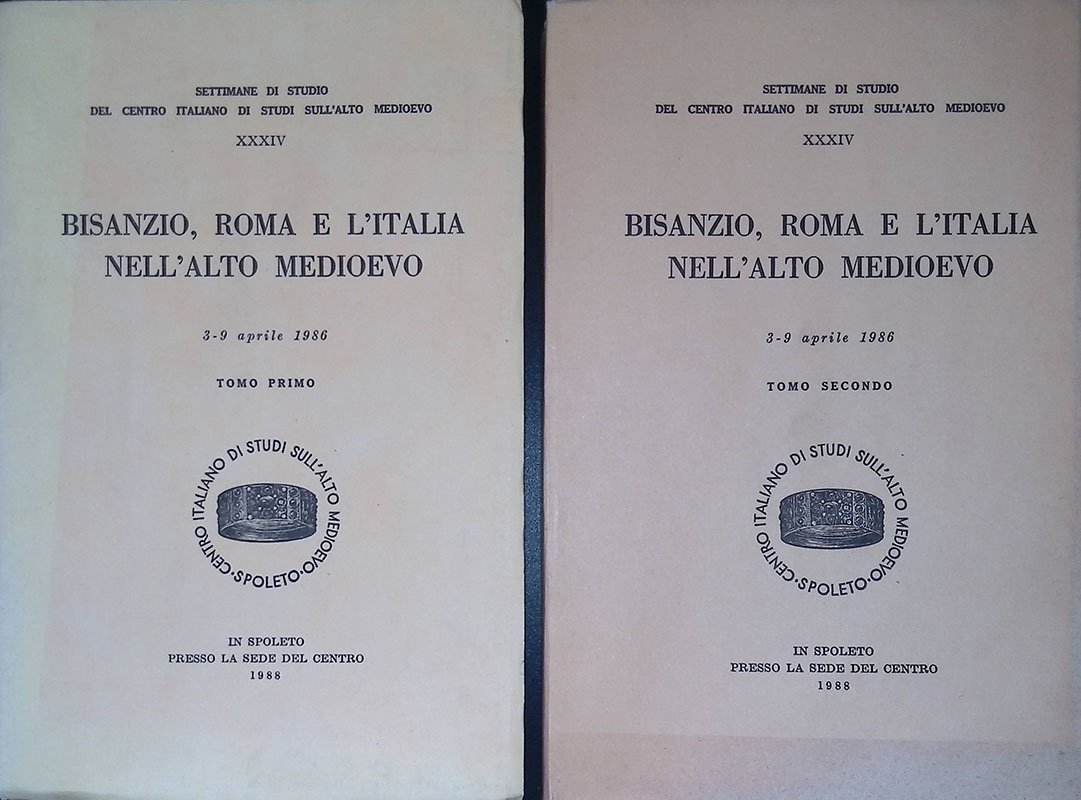 SETTIMANE DI STUDIO
DEL CENTRO ITALIANO DI STUDI SULL'ALTO MEDIOEVO
XXXIV
BISANZIO, ROMA E L'ITALIA
NELL'ALTO MEDIOEVO
3-9 aprile 1986
TOMO PRIMO
CENTRO ITALIANO DI STUDI SULL'ALTO MEDIOEVO · SPOLETO ·
IN SPOLETO
PRESSO LA SEDE DEL CENTRO
1988
SETTIMANE DI STUDIO
DEL CENTRO ITALIANO DI STUDI SULL'ALTO MEDIOEVO
XXXIV
BISANZIO, ROMA E L'ITALIA
NELL'ALTO MEDIOEVO
3-9 aprile 1986
TOMO SECONDO
CENTRO ITALIANO DI STUDI SULL'ALTO MEDIOEVO · SPOLETO ·
IN SPOLETO
PRESSO LA SEDE DEL CENTRO
1988